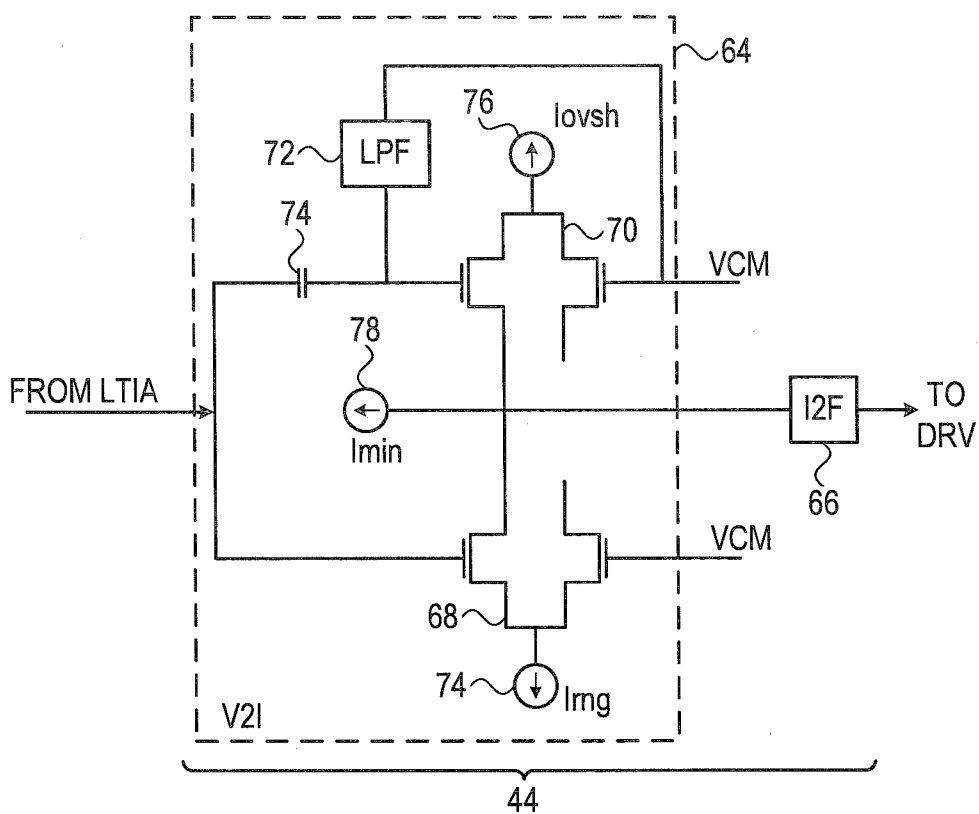 64
76
Iovsh
72
LPF
74
70
VCM
78
FROM LTIA
Imin
I2F
TO
DRV
66
VCM
68
74
Irng
V2I
44